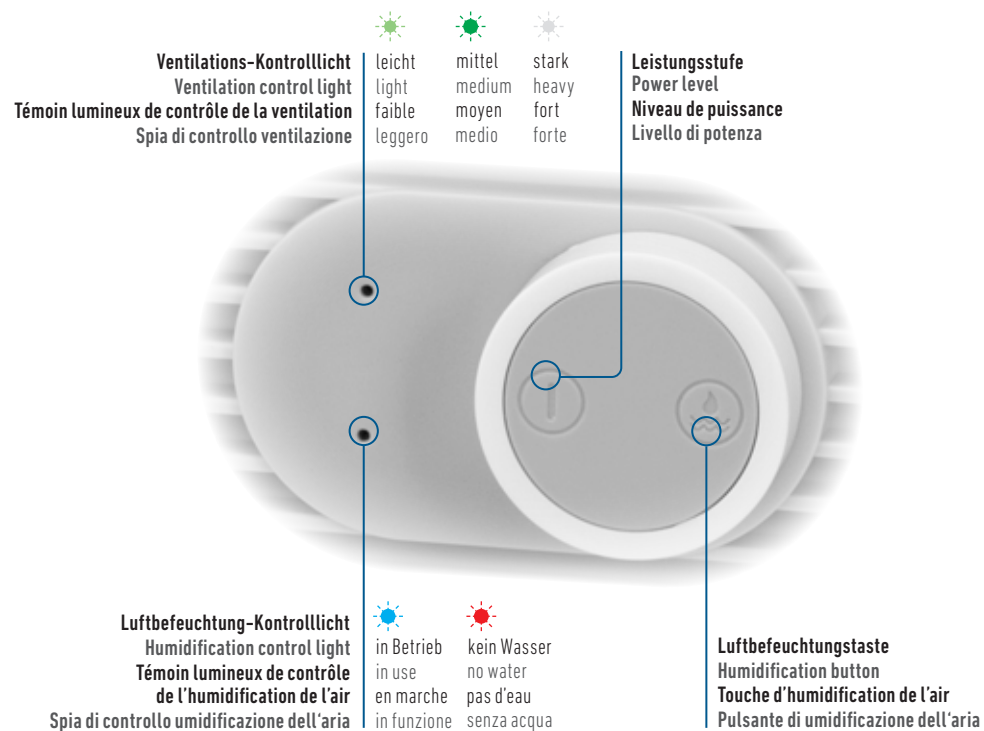 Ventilations-Kontrolllicht
Ventilation control light
Témoin lumineux de contrôle de la ventilation
Spia di controllo ventilazione
leicht mittel stark
light medium heavy
faible moyen fort
leggero medio forte
Leistungsstufe
Power level
Niveau de puissance
Livello di potenza
Luftbefeuchtung-Kontrolllicht
Humidification control light
Témoin lumineux de contrôle
de l'humidification de l'air
Spia di controllo umidificazione dell‘aria
in Betrieb kein Wasser
in use no water
en marche pas d'eau
in funzione senza acqua
Luftbefeuchtungstaste
Humidification button
Touche d'humidification de l'air
Pulsante di umidificazione dell'aria